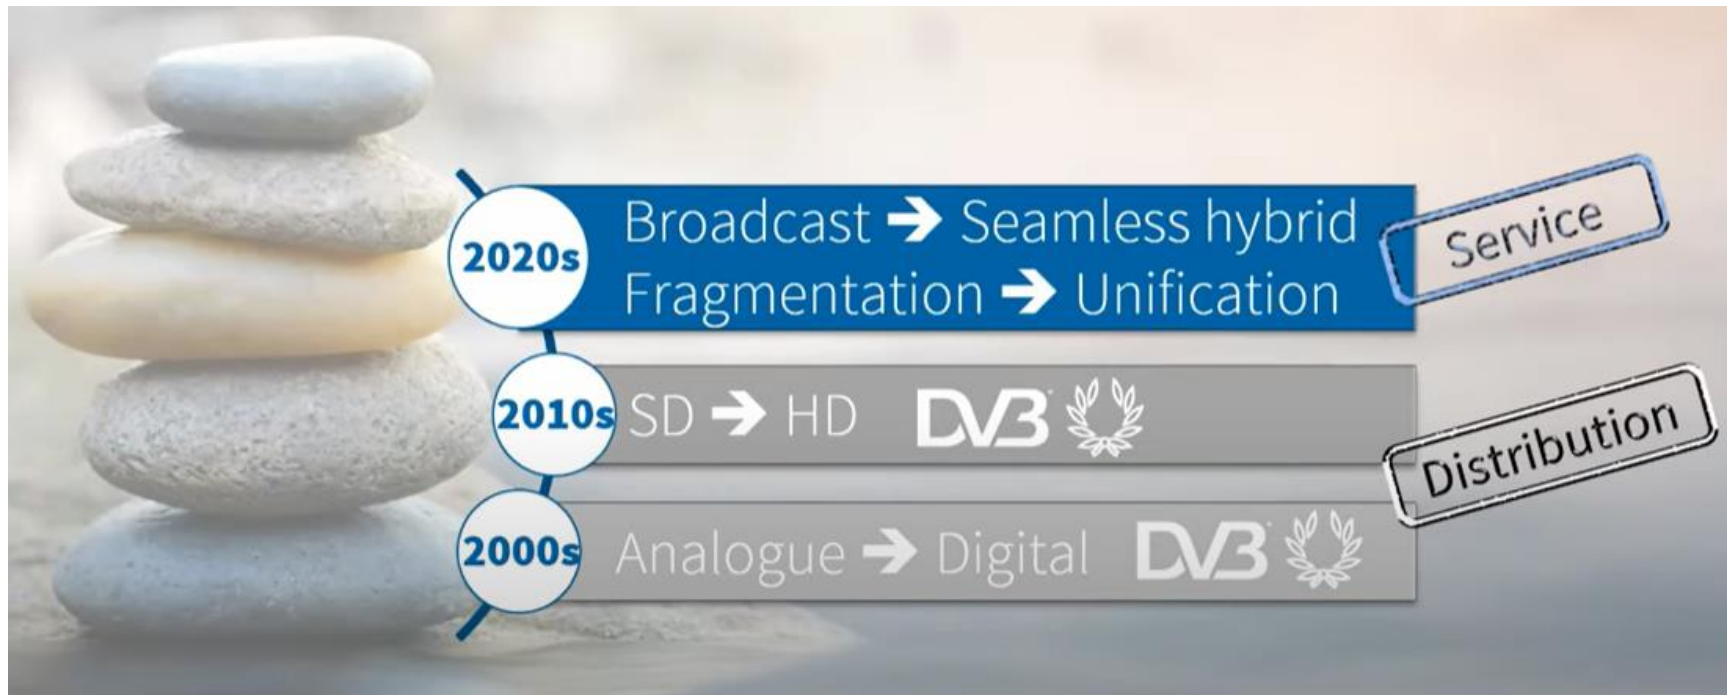 2020s
Broadcast ➔ Seamless hybrid
Fragmentation ➔ Unification
Service
2010s
SD ➔ HD
DVB
Distribution
2000s
Analogue ➔ Digital
DVB